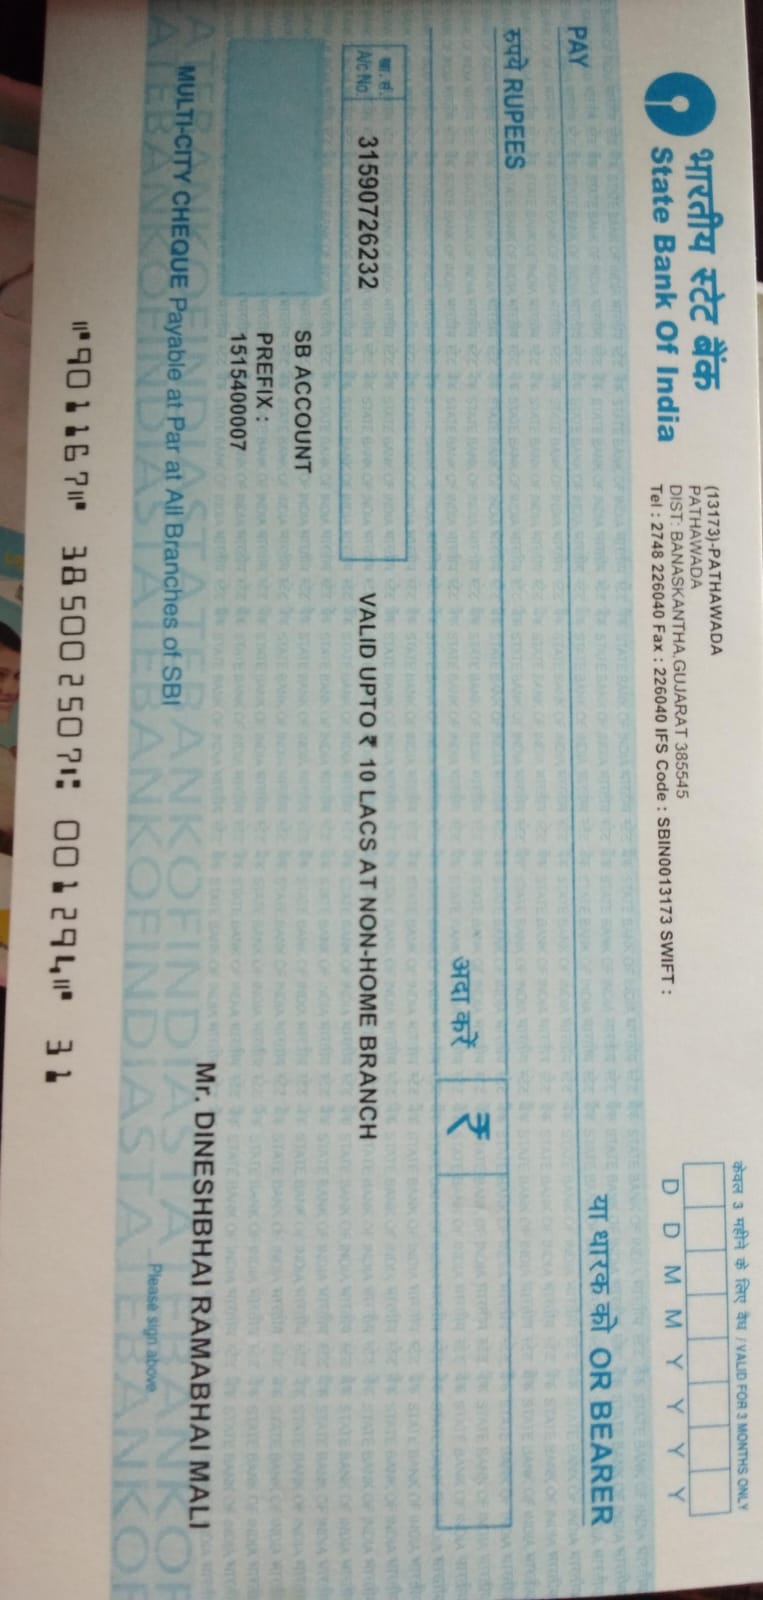 केवल 3 महीने के लिए वैध / VALID FOR 3 MONTHS ONLY
भारतीय स्टेट बैंक
State Bank Of India
(13173)-PATHAWADA
PATHAWADA
DIST: BANASKANTHA,GUJARAT 385545
Tel : 2748 226040 Fax : 226040 IFS Code : SBIN0013173 SWIFT :
D D M M Y Y Y Y
PAY
या धारक को OR BEARER
रुपये RUPEES
अदा करें ₹
खा. सं.
A/c No.
31590726232
VALID UPTO ₹ 10 LACS AT NON-HOME BRANCH
SB ACCOUNT
PREFIX :
1515400007
Mr. DINESHBHAI RAMABHAI MALI
MULTI-CITY CHEQUE Payable at Par at All Branches of SBI
Please sign above
⑈901167⑈ 385002507⑆ 001294⑈ 31